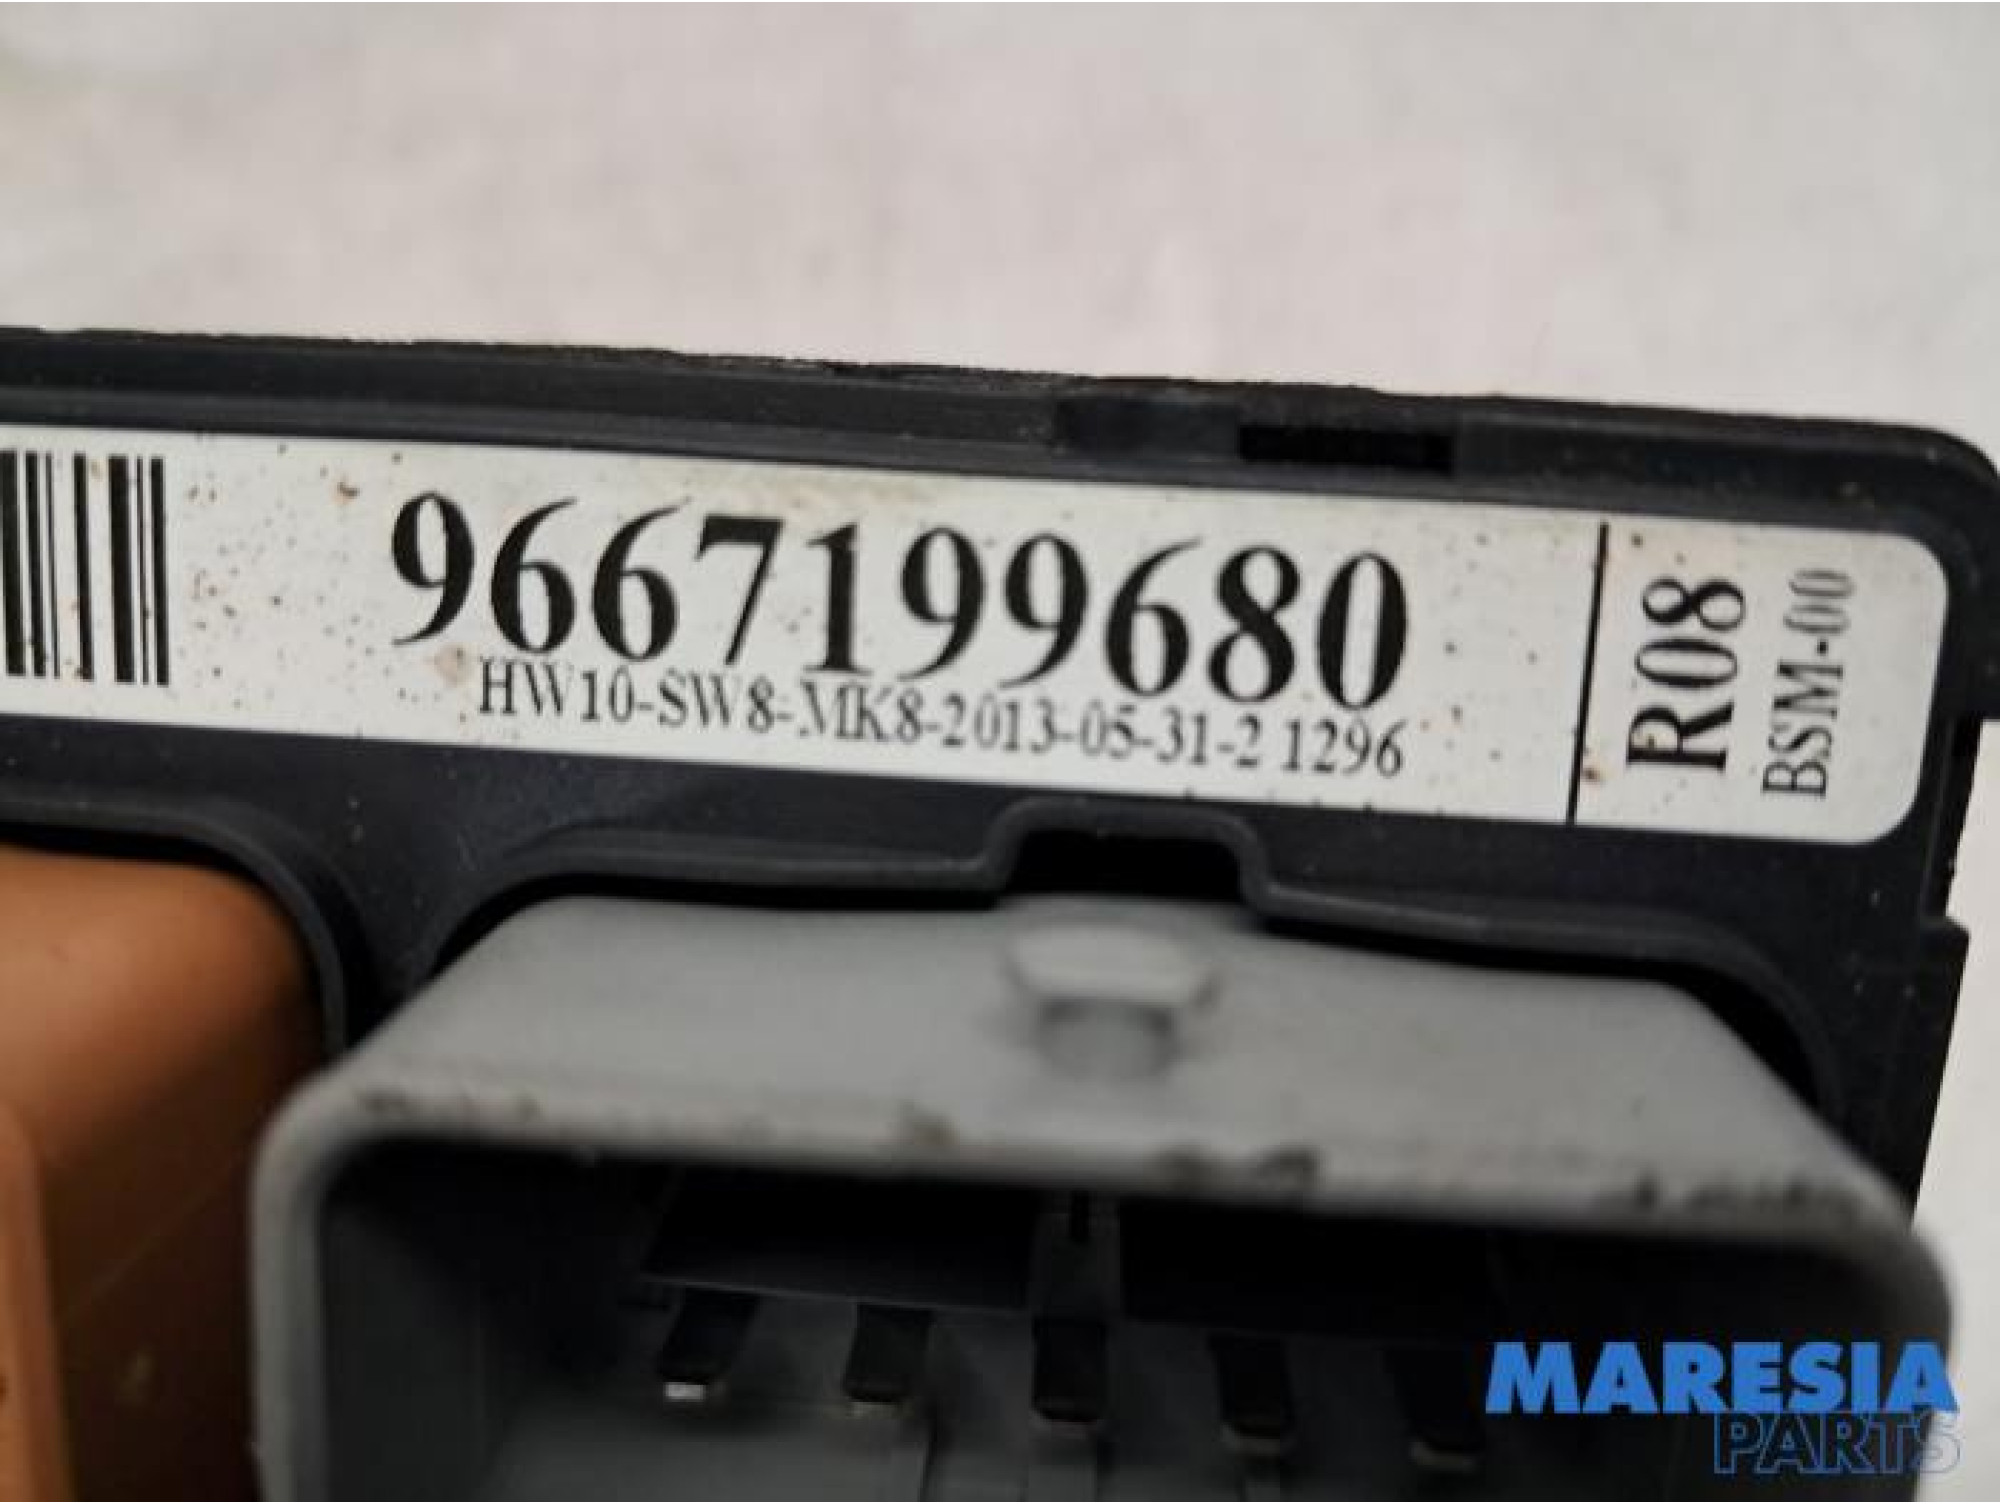 9667199680
HW10-SW8-MK8-2013-05-31-2 1296
R08
BSM-00
MARESIA
PARTS